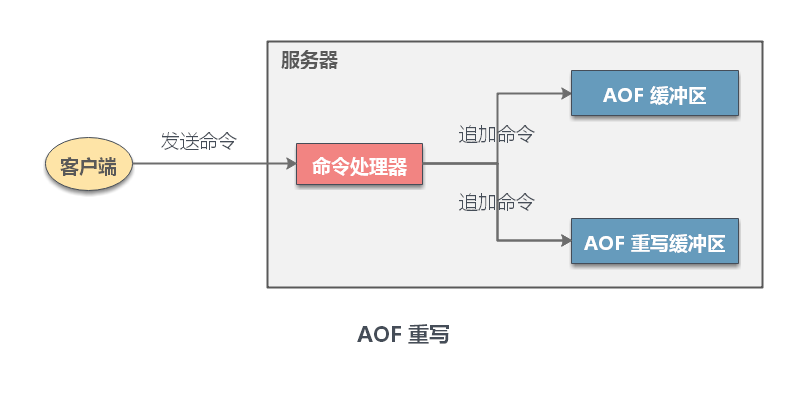 服务器
AOF 缓冲区
追加命令
发送命令
客户端
命令处理器
追加命令
AOF 重写缓冲区
AOF 重写